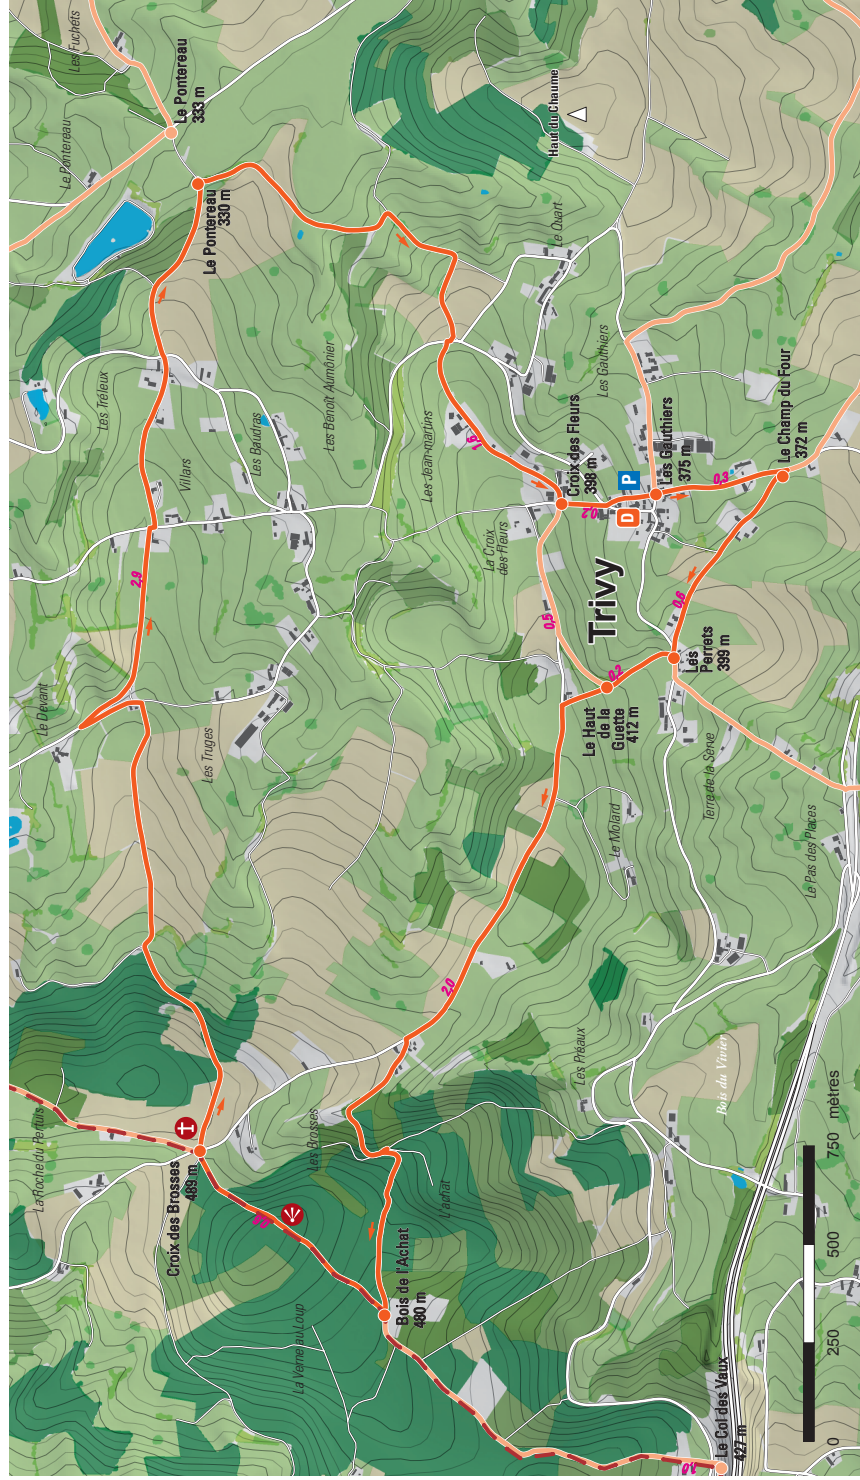 La Roche du Pertuis
Le Devant
Les Tréleux
Le Pontereau
Les Fuchets
Croix des Brosses
489 m
2,9
Villars
Le Pontereau
333 m
Les Truges
Les Baudras
Le Pontereau
330 m
La Verne au Loup
Les Brosses
Les Benoît Aumônier
Bois de l'Achat
480 m
L'achat
2,0
Les Jean-martins
1,6
La Croix
des Fleurs
Haut du Chaume
Le Quart
0,5
Croix des Fleurs
398 m
0,2
Les Préaux
Le Molard
Le Haut
de la
Guette
412 m
0,2
Trivy
D
P
Les Gauthiers
Les Gauthiers
375 m
0,6
0,3
Les
Perrets
399 m
Terre de la Serve
Le Col des Vaux
427 m
Bois du Vivier
Le Champ du Four
372 m
Le Pas des Places
0
250
500
750
mètres